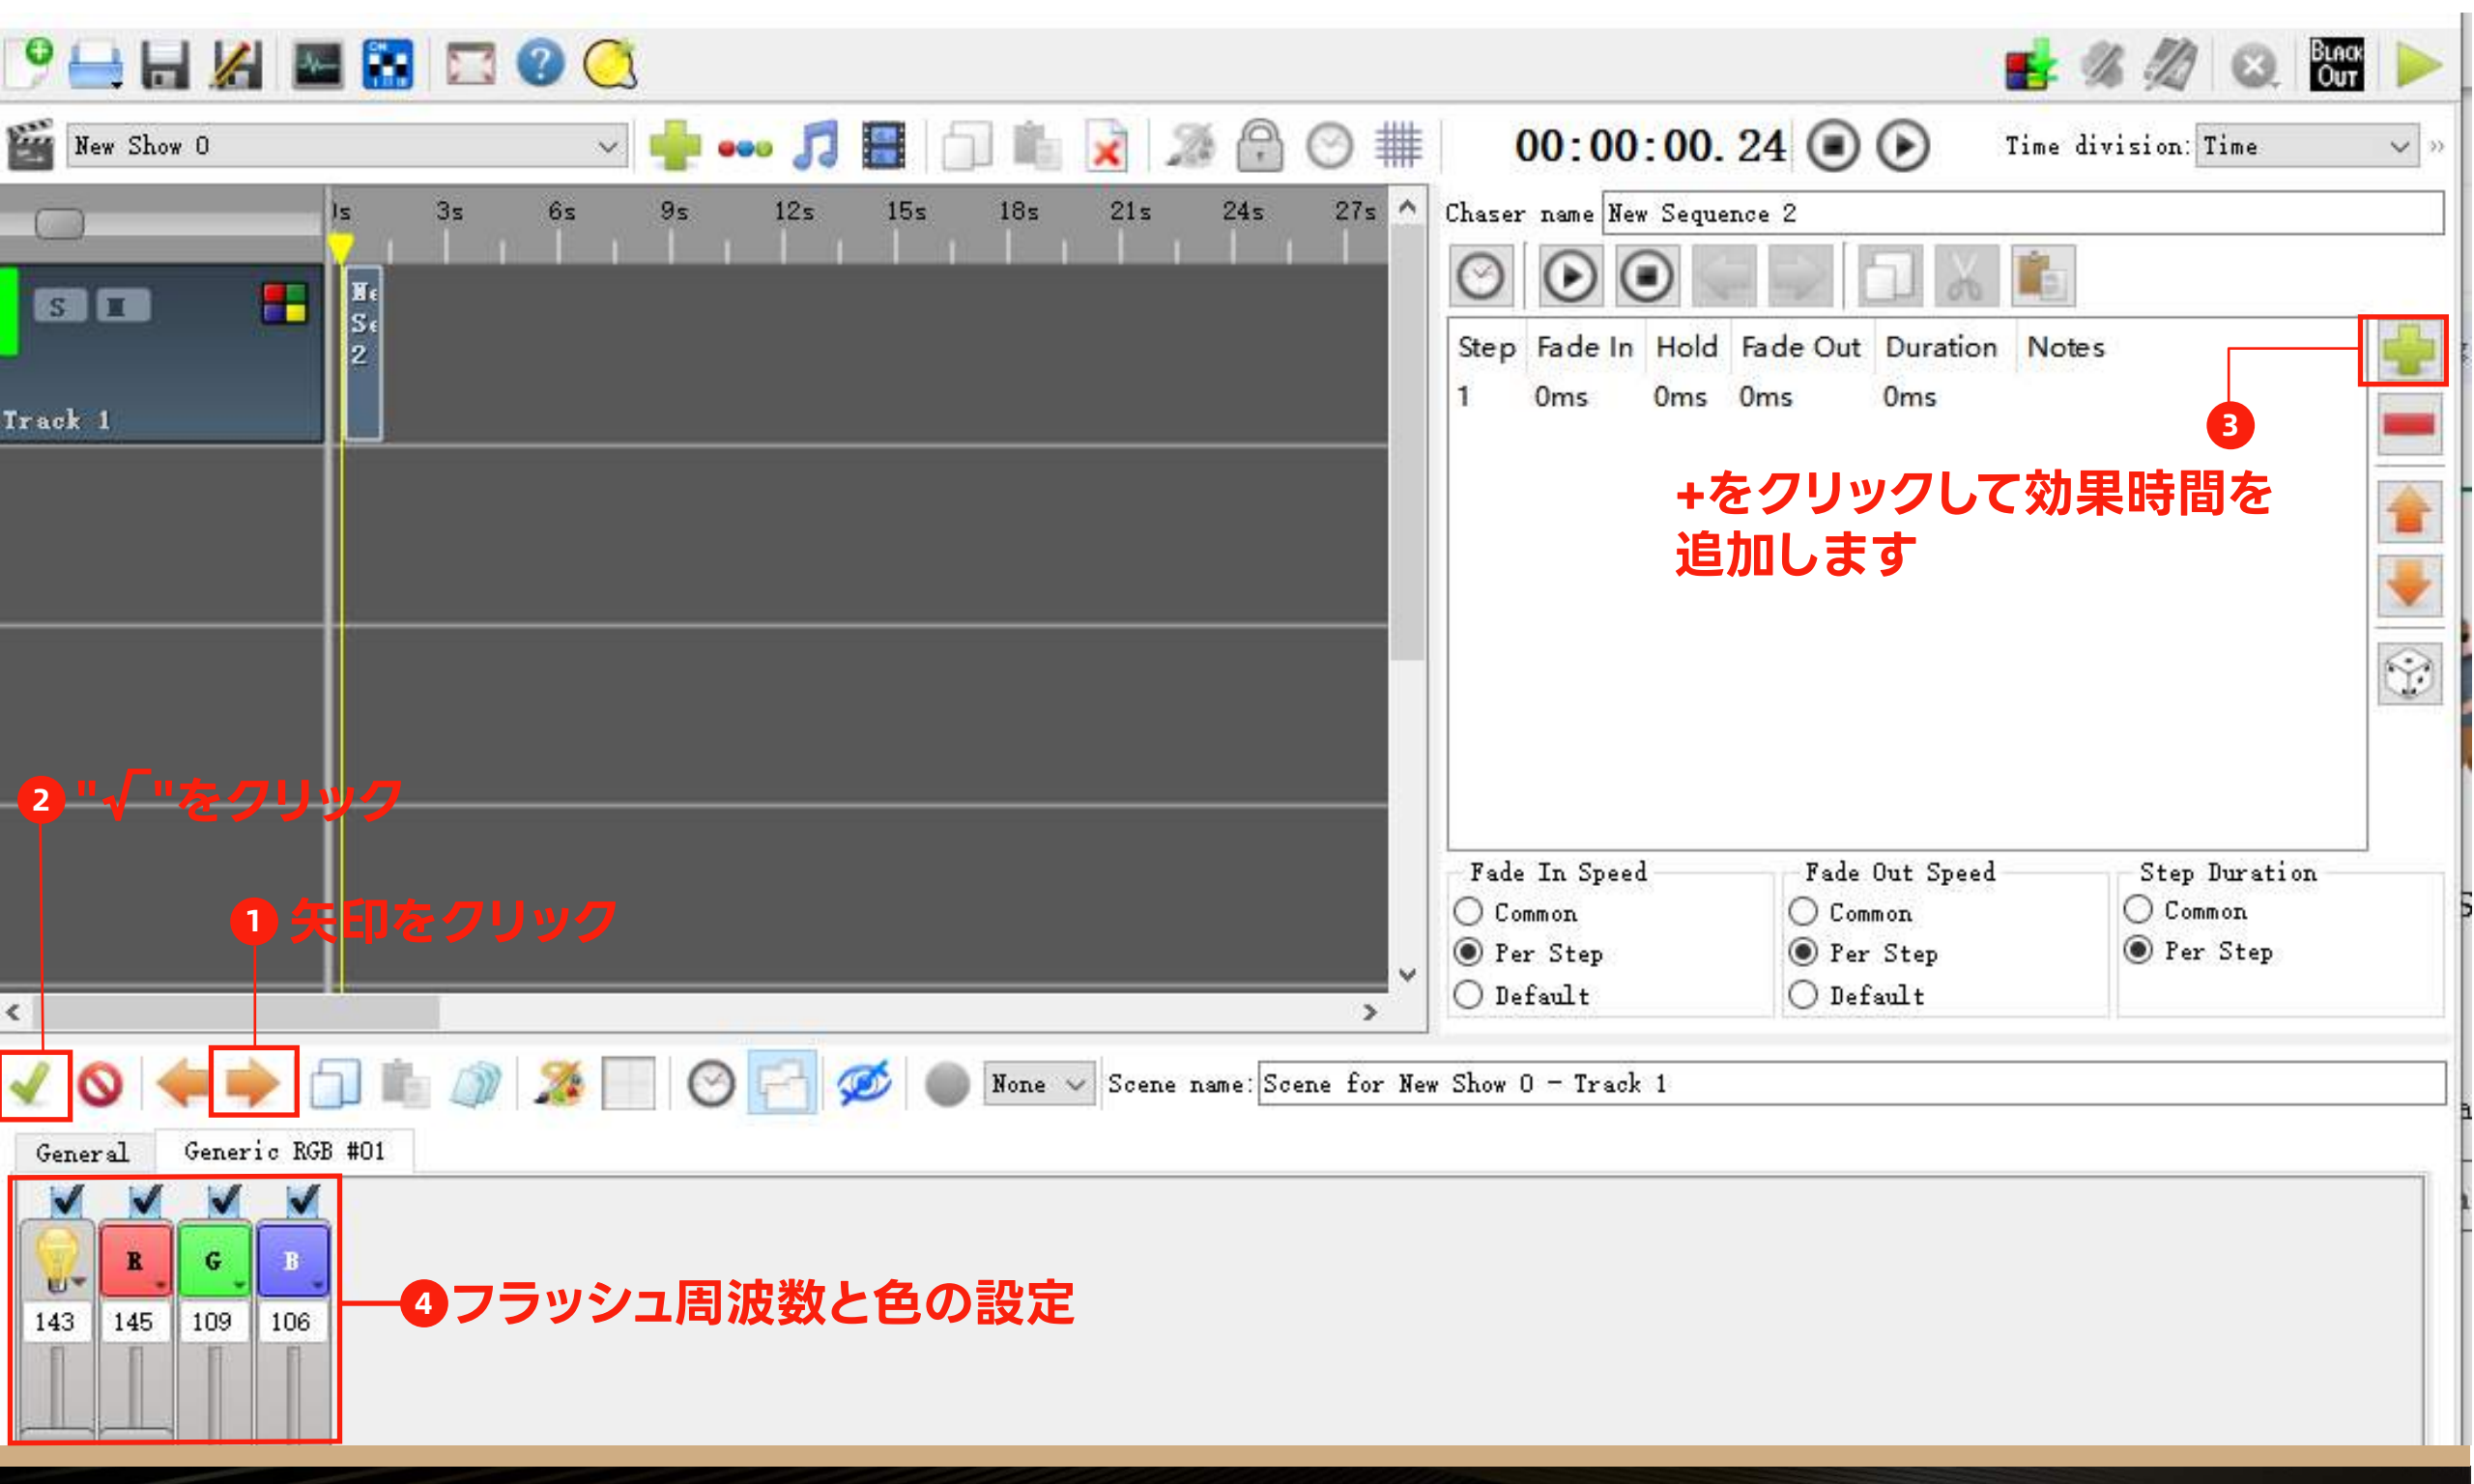 BLACK
OUT
New Show 0
00:00:00.24
Time division: Time
3s 6s 9s 12s 15s 18s 21s 24s 27s
Chaser name New Sequence 2
S
2
Track 1
Step Fade In Hold Fade Out Duration Notes
1 0ms 0ms 0ms 0ms
3
+をクリックして効果時間を
追加します
2 "√"をクリック
1 矢印をクリック
Fade In Speed
Common
Per Step
Default
Fade Out Speed
Common
Per Step
Default
Step Duration
Common
Per Step
None
Scene name: Scene for New Show 0 - Track 1
General
Generic RGB #01
R G B
143 145 109 106
4 フラッシュ周波数と色の設定